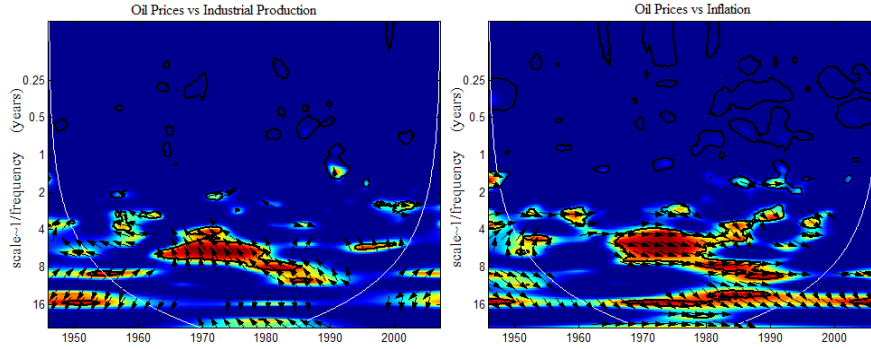 Oil Prices vs Industrial Production
scale~1/frequency (years)
0.25
0.5
1
2
4
8
16
1950 1960 1970 1980 1990 2000
Oil Prices vs Inflation
scale~1/frequency (years)
0.25
0.5
1
2
4
8
16
1950 1960 1970 1980 1990 2000